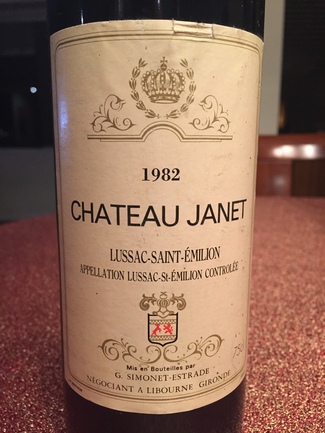 1982
CHATEAU JANET
LUSSAC-SAINT-ÉMILION
APPELLATION LUSSAC-St-ÉMILION CONTROLÉE
Mis en Bouteilles par
G. SIMONET-ESTRADE
NÉGOCIANT A LIBOURNE GIRONDE
75cl